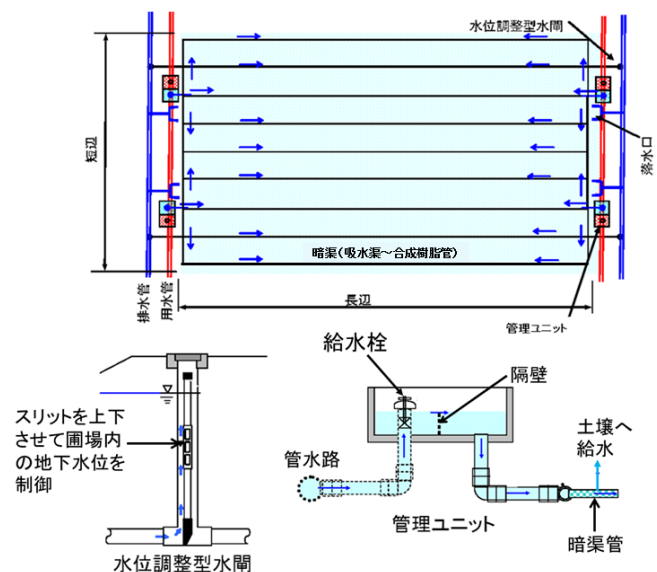 水位調整型水閘
短辺
落水口
暗渠(吸水渠～合成樹脂管)
排水管
用水管
長辺
管理ユニット
給水栓
隔壁
スリットを上下
させて圃場内
の地下水位を
制御
管水路
土壌へ
給水
管理ユニット
暗渠管
水位調整型水閘